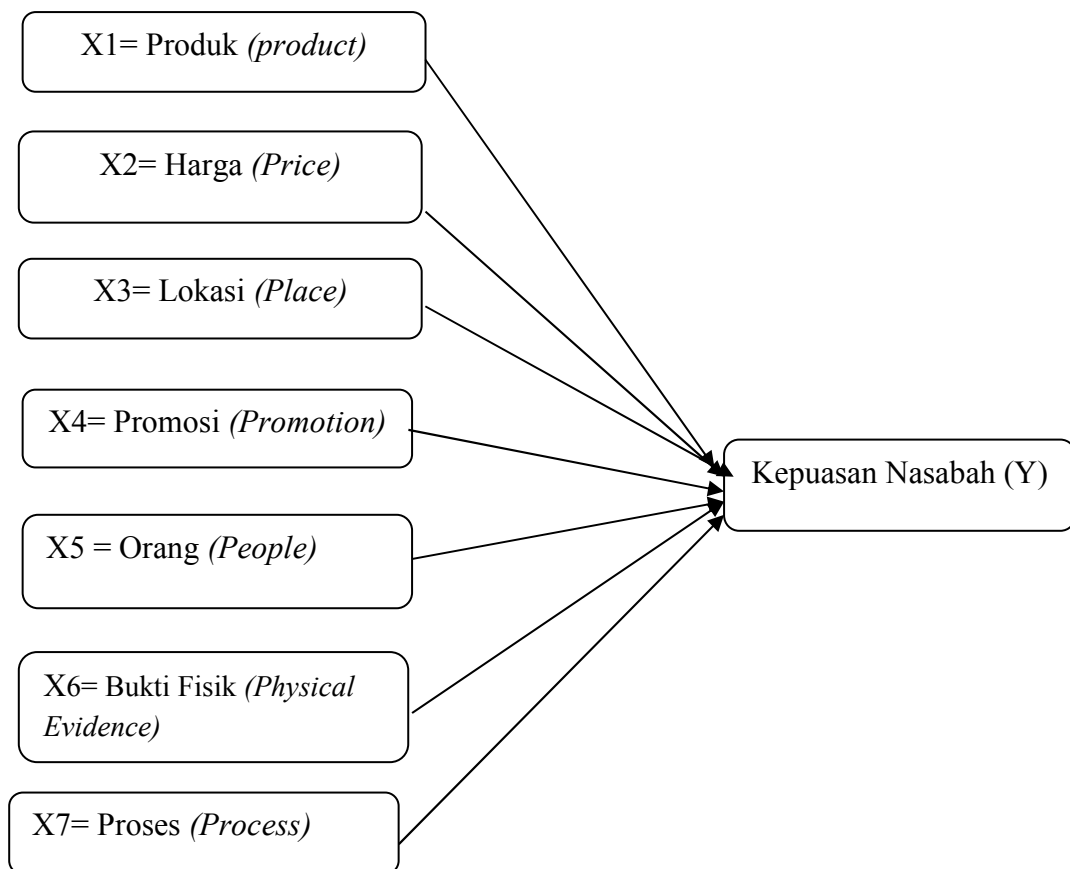 X1= Produk (product)
X2= Harga (Price)
X3= Lokasi (Place)
X4= Promosi (Promotion)
Kepuasan Nasabah (Y)
X5 = Orang (People)
X6= Bukti Fisik (Physical
Evidence)
X7= Proses (Process)